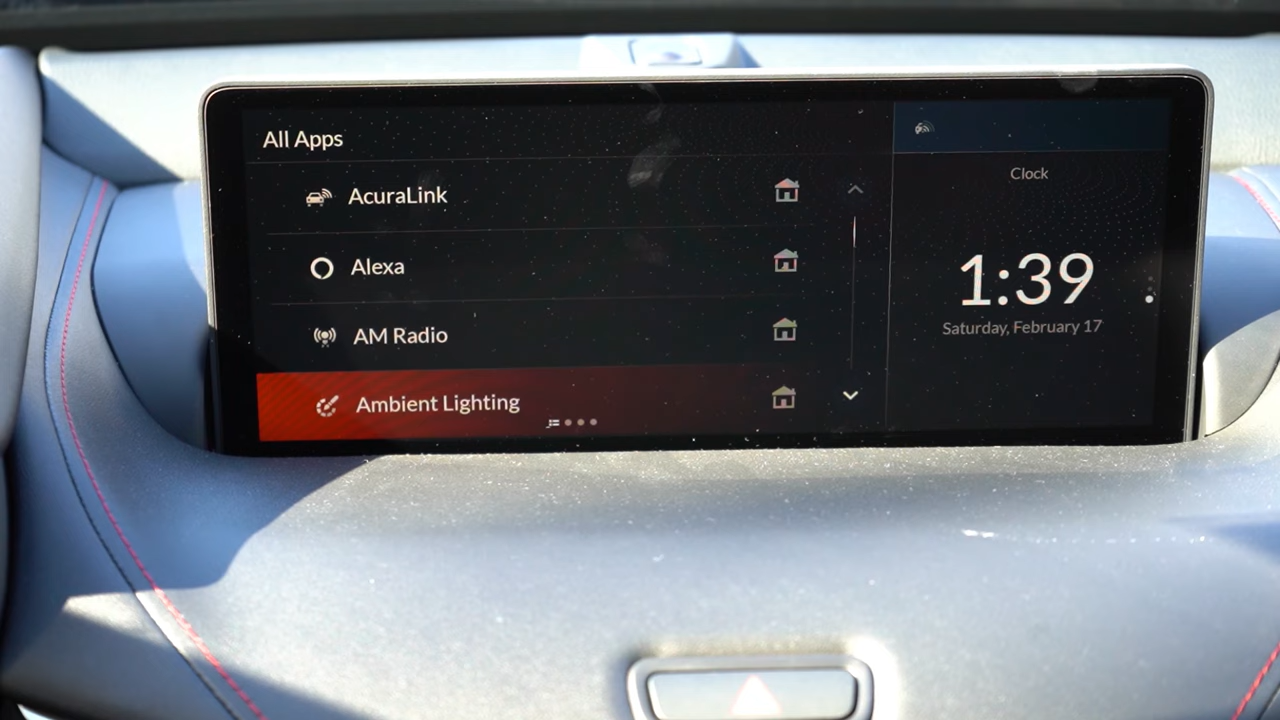 All Apps
AcuraLink
Alexa
AM Radio
Ambient Lighting
Clock
1:39
Saturday, February 17